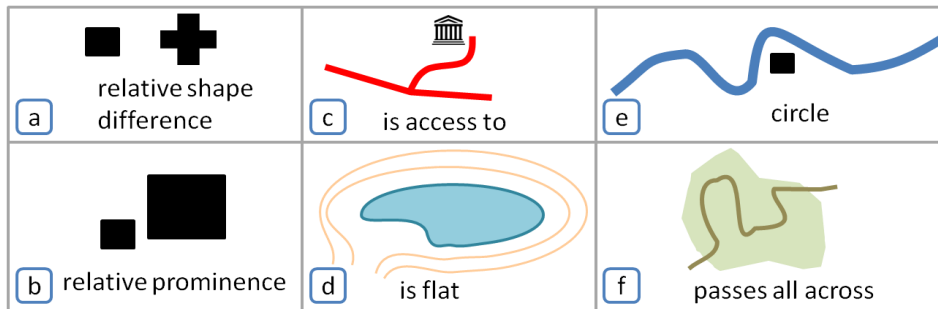 relative shape
difference
a
is access to
c
circle
e
relative prominence
b
is flat
d
passes all across
f